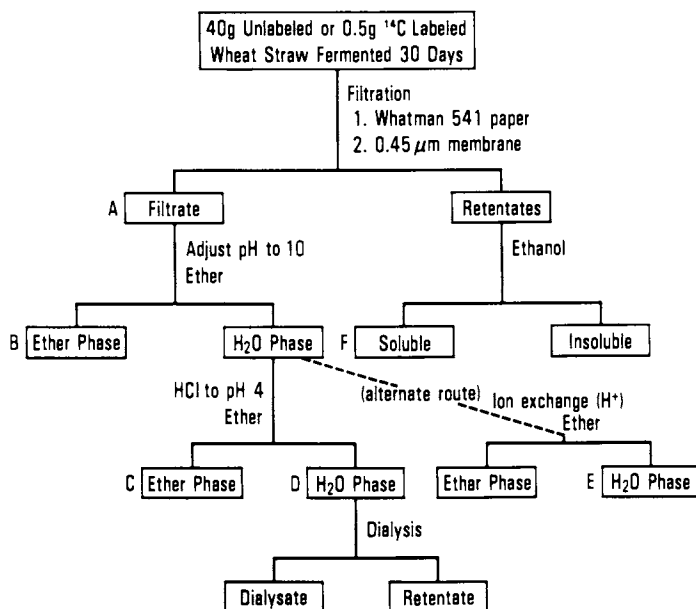 40g Unlabeled or 0.5g ¹⁴C Labeled
Wheat Straw Fermented 30 Days
Filtration
1. Whatman 541 paper
2. 0.45 μm membrane
A Filtrate
Retentates
Adjust pH to 10
Ether
Ethanol
B Ether Phase
H₂O Phase
F Soluble
Insoluble
HCl to pH 4
Ether
(alternate route)
Ion exchange (H⁺)
Ether
C Ether Phase
D H₂O Phase
Ether Phase
E H₂O Phase
Dialysis
Dialysate
Retentate